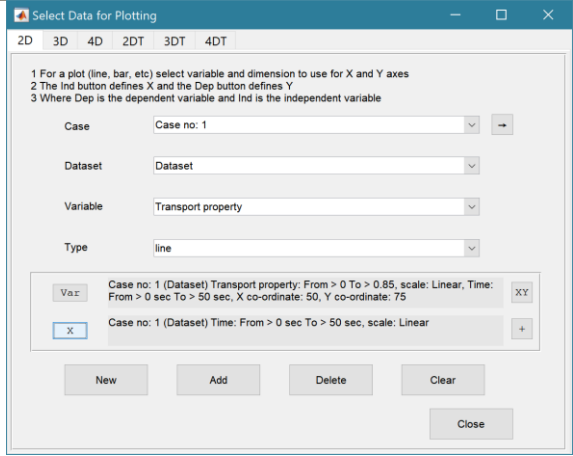 Select Data for Plotting
2D 3D 4D 2DT 3DT 4DT
1 For a plot (line, bar, etc) select variable and dimension to use for X and Y axes
2 The Ind button defines X and the Dep button defines Y
3 Where Dep is the dependent variable and Ind is the independent variable
Case Case no: 1 →
Dataset Dataset
Variable Transport property
Type line
Var Case no: 1 (Dataset) Transport property: From > 0 To > 0.85, scale: Linear, Time: XY
From > 0 sec To > 50 sec, X co-ordinate: 50, Y co-ordinate: 75
X Case no: 1 (Dataset) Time: From > 0 sec To > 50 sec, scale: Linear +
New Add Delete Clear
Close